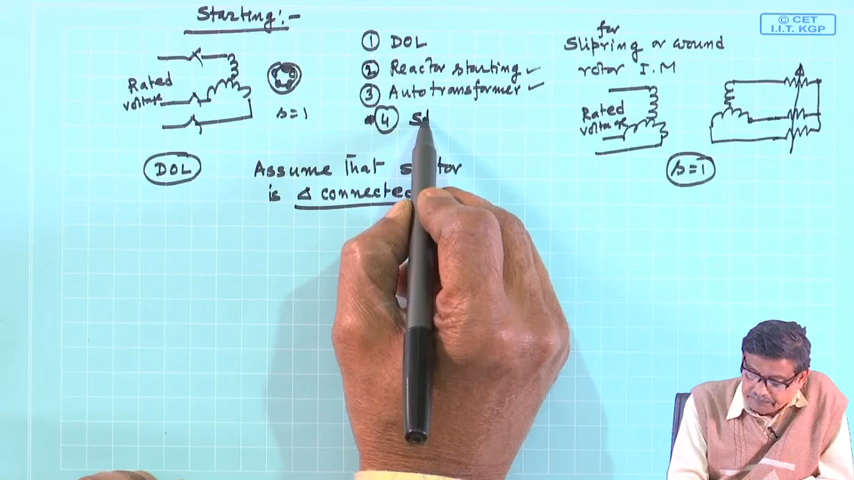 Starting:-
© CET
I.I.T. KGP
① DOL
② Reactor starting
③ Autotransformer
④
for
Slipring or wound
rotor I.M
Rated
voltage
s=1
Rated
voltage
DOL
Assume that
is Δ connected
s=1